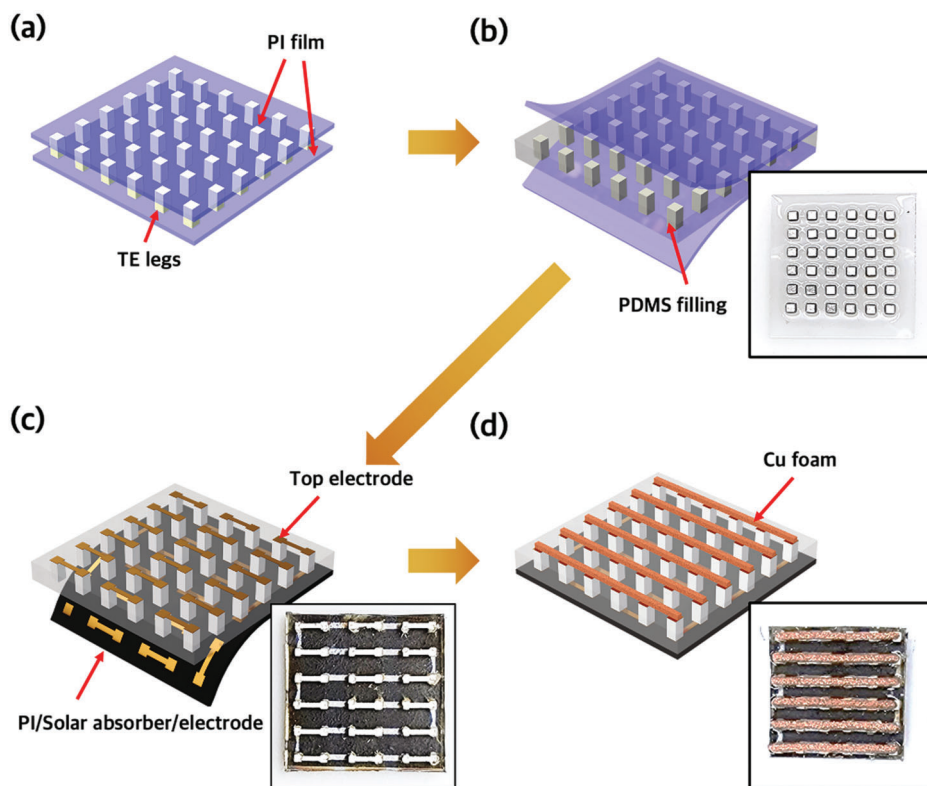 (a)
PI film
TE legs
(b)
PDMS filling
(c)
Top electrode
PI/Solar absorber/electrode
(d)
Cu foam